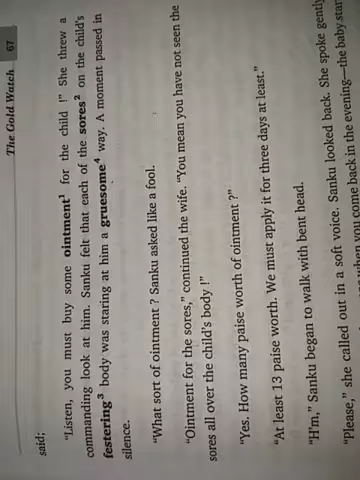 The Gold Watch 67
said;
"Listen, you must buy some ointment¹ for the child !" She threw a
commanding look at him. Sanku felt that each of the sores² on the child's
festering³ body was staring at him a gruesome⁴ way. A moment passed in
silence.
"What sort of ointment ? Sanku asked like a fool.
"Ointment for the sores," continued the wife. "You mean you have not seen the
sores all over the child's body !"
"Yes. How many paise worth of ointment ?"
"At least 13 paise worth. We must apply it for three days at least."
"H'm," Sanku began to walk with bent head.
"Please," she called out in a soft voice. Sanku looked back. She spoke gently
when you come back in the evening—the baby